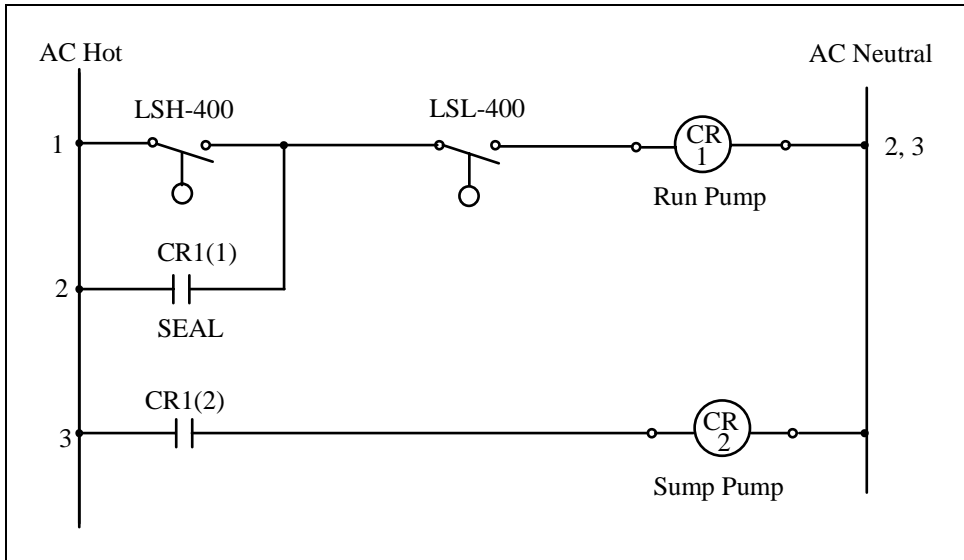 AC Hot
AC Neutral
LSH-400
LSL-400
1
CR
1
2, 3
Run Pump
CR1(1)
2
SEAL
CR1(2)
3
CR
2
Sump Pump